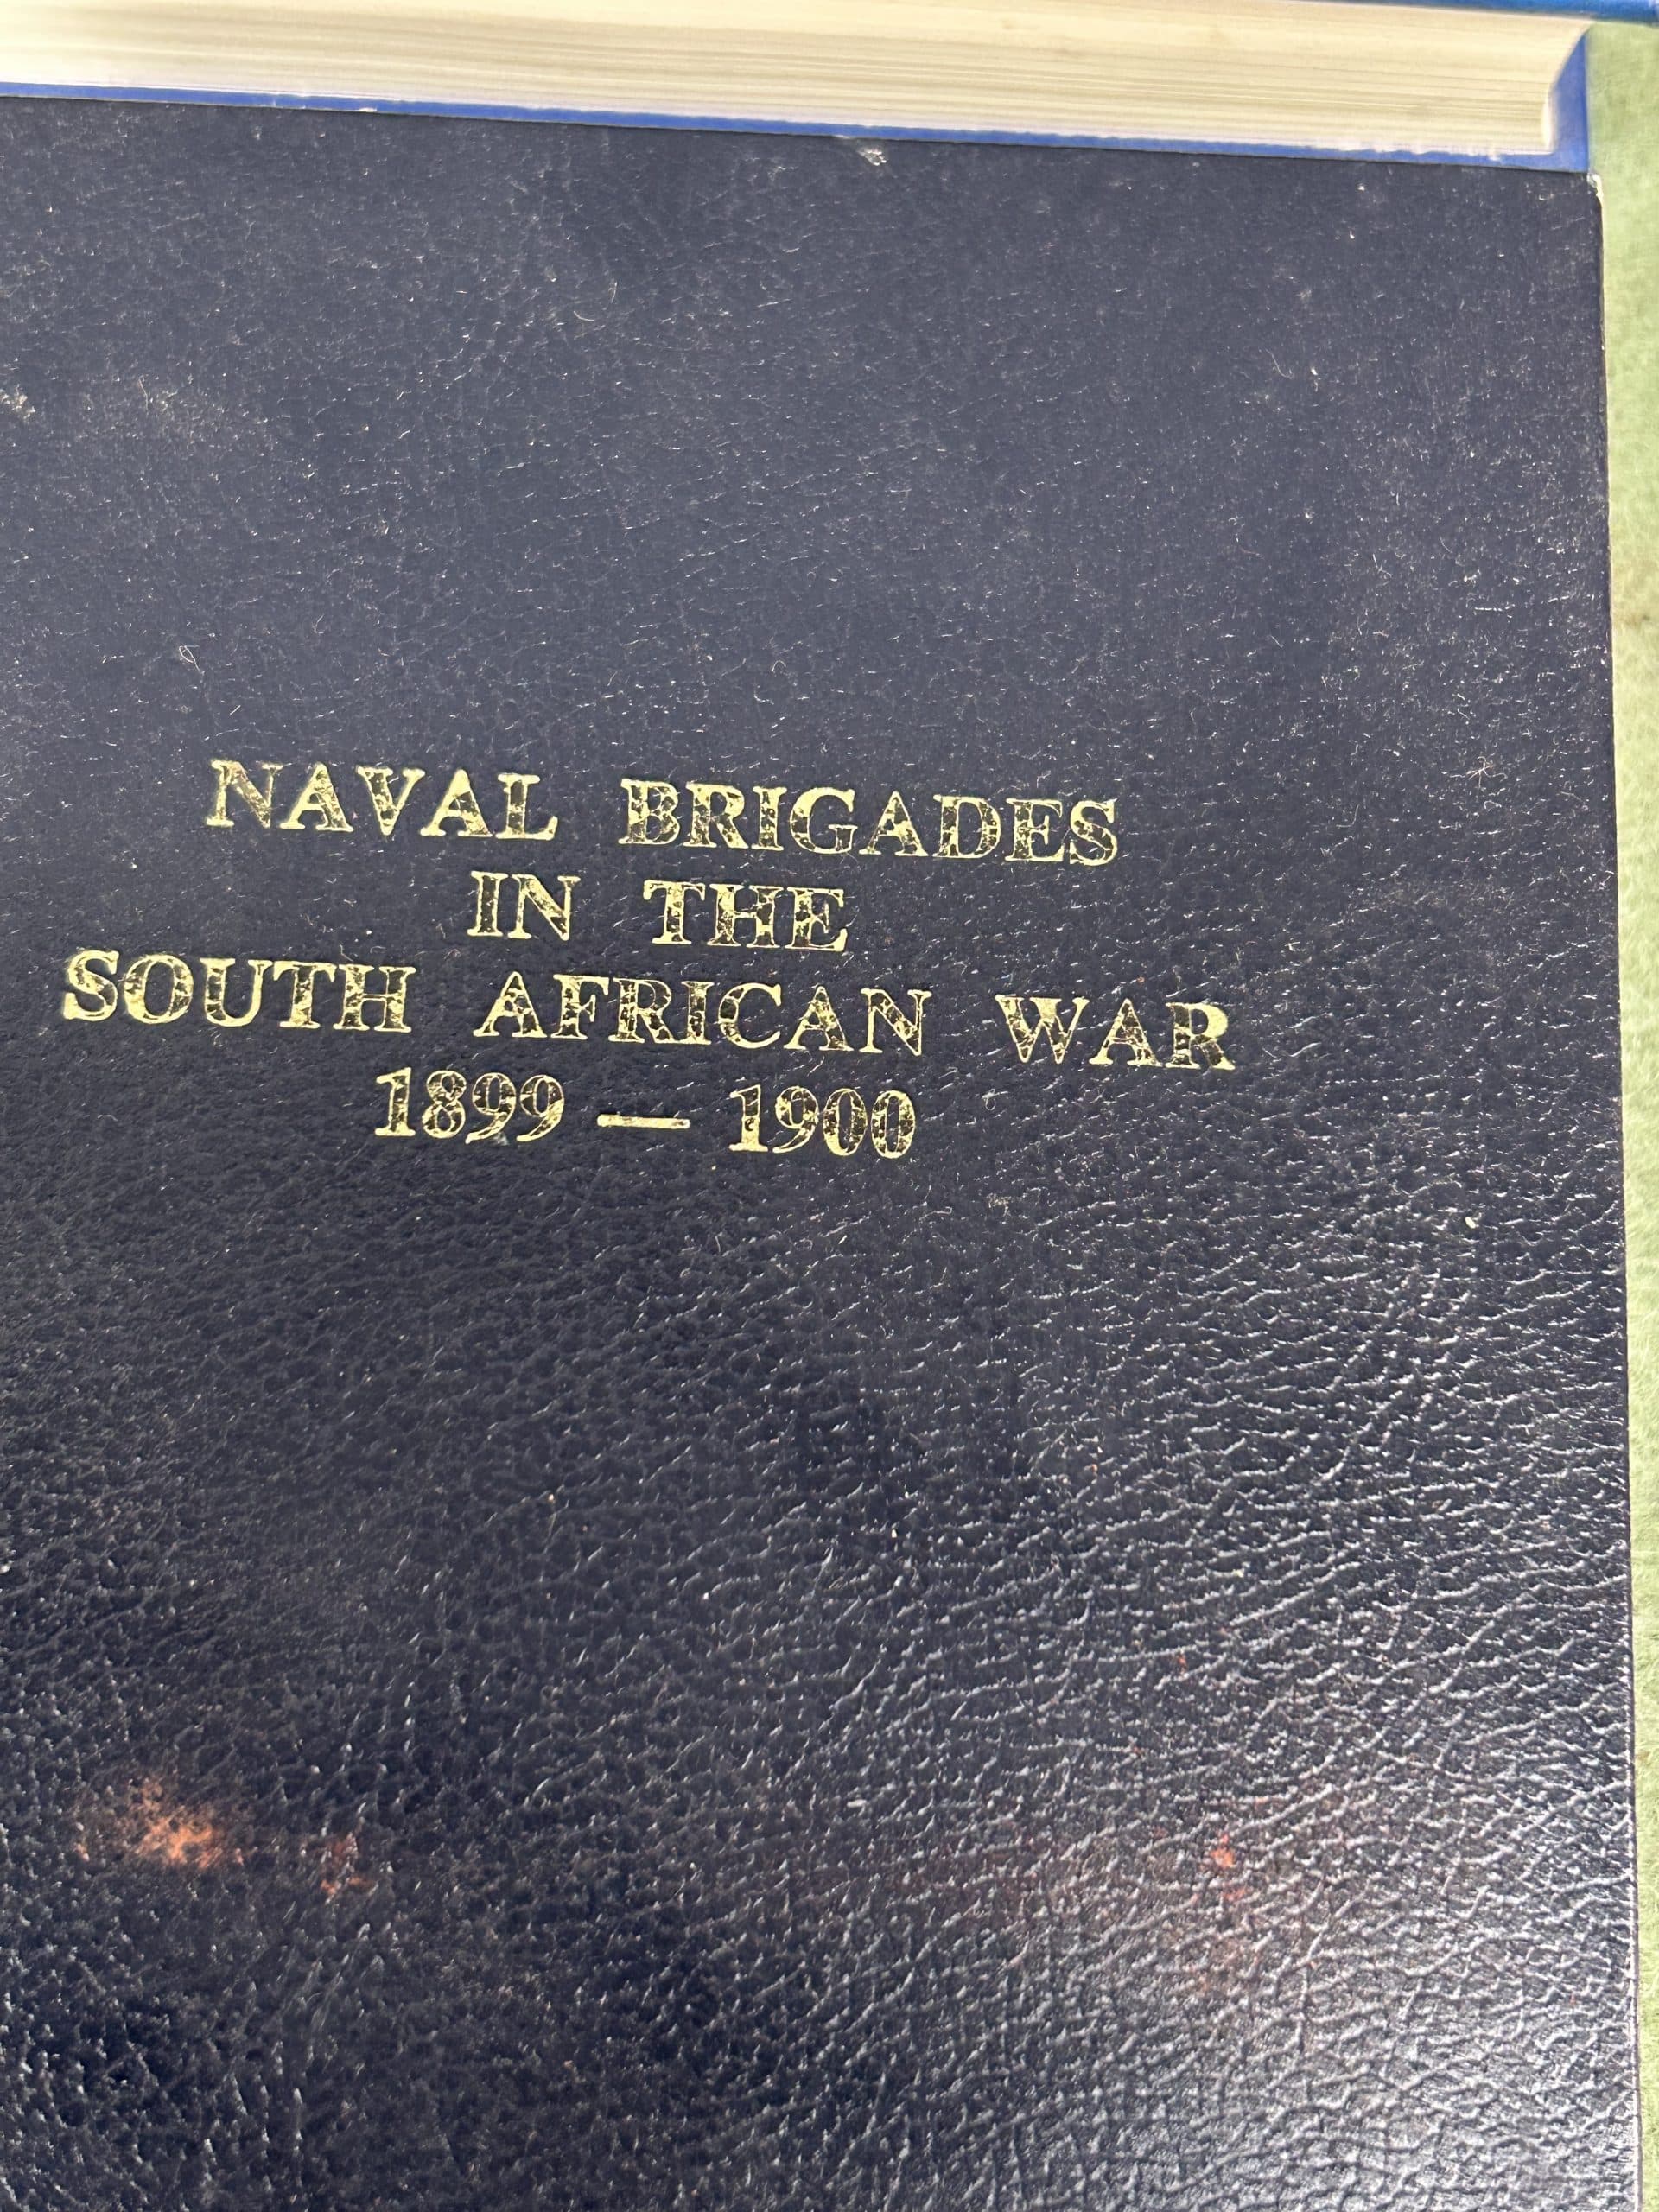 NAVAL BRIGADES
IN THE
SOUTH AFRICAN WAR
1899 — 1900